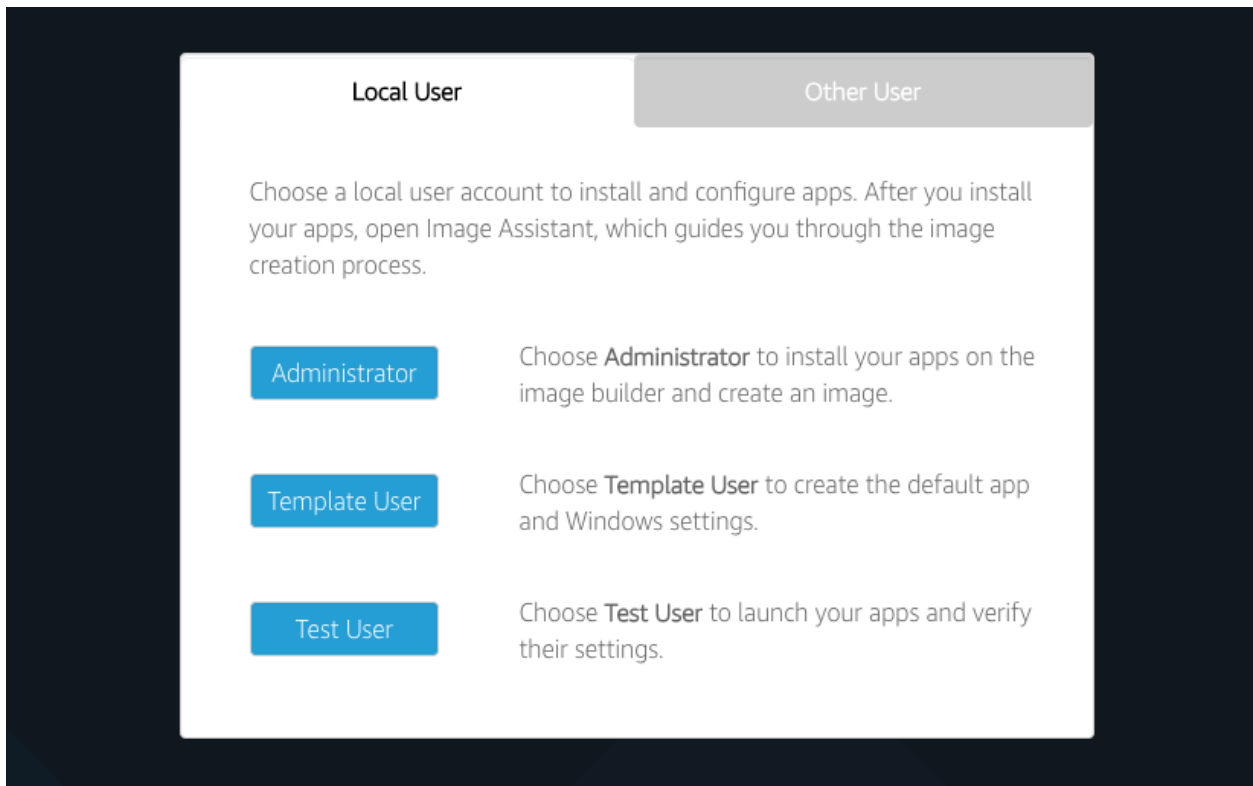 Local User
Other User
Choose a local user account to install and configure apps. After you install
your apps, open Image Assistant, which guides you through the image
creation process.
Administrator
Choose Administrator to install your apps on the
image builder and create an image.
Template User
Choose Template User to create the default app
and Windows settings.
Test User
Choose Test User to launch your apps and verify
their settings.